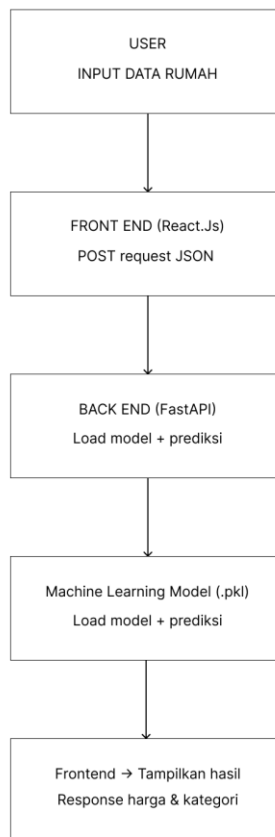 USER
INPUT DATA RUMAH
FRONT END (React.Js)
POST request JSON
BACK END (FastAPI)
Load model + prediksi
Machine Learning Model (.pkl)
Load model + prediksi
Frontend → Tampilkan hasil
Response harga & kategori